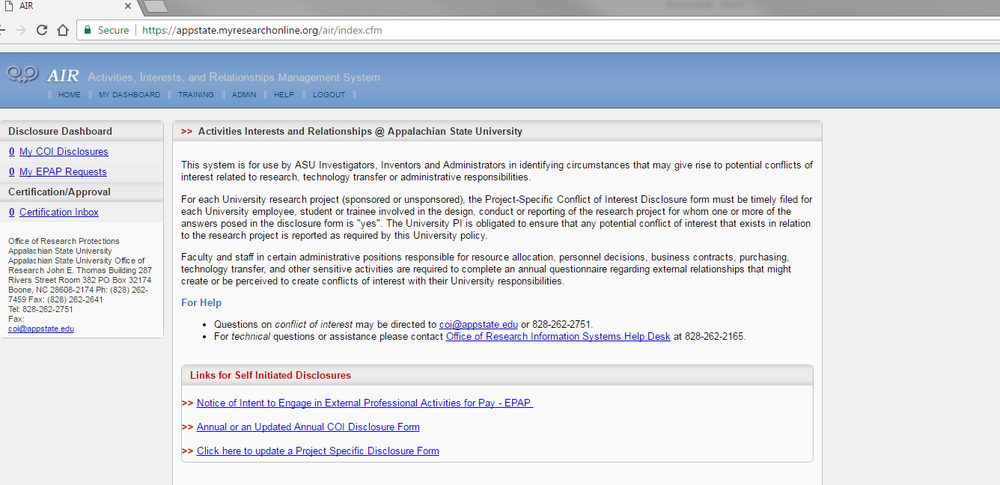 AIR
Secure https://appstate.myresearchonline.org/air/index.cfm
AIR Activities, Interests, and Relationships Management System
HOME MY DASHBOARD TRAINING ADMIN HELP LOGOUT
Disclosure Dashboard
0 My COI Disclosures
0 My EPAP Requests
Certification/Approval
0 Certification Inbox
Office of Research Protections
Appalachian State University
Appalachian State University Office of
Research John E. Thomas Building 287
Rivers Street Room 382 PO Box 32174
Boone, NC 28608-2174 Ph: (828) 262-
7459 Fax: (828) 262-2641
Tel: 828-262-2751
Fax:
coi@appstate.edu
>> Activities Interests and Relationships @ Appalachian State University
This system is for use by ASU Investigators, Inventors and Administrators in identifying circumstances that may give rise to potential conflicts of
interest related to research, technology transfer or administrative responsibilities.
For each University research project (sponsored or unsponsored), the Project-Specific Conflict of Interest Disclosure form must be timely filed for
each University employee, student or trainee involved in the design, conduct or reporting of the research project for whom one or more of the
answers posed in the disclosure form is "yes". The University PI is obligated to ensure that any potential conflict of interest that exists in relation
to the research project is reported as required by this University policy.
Faculty and staff in certain administrative positions responsible for resource allocation, personnel decisions, business contracts, purchasing,
technology transfer, and other sensitive activities are required to complete an annual questionnaire regarding external relationships that might
create or be perceived to create conflicts of interest with their University responsibilities.
For Help
• Questions on conflict of interest may be directed to coi@appstate.edu or 828-262-2751.
• For technical questions or assistance please contact Office of Research Information Systems Help Desk at 828-262-2165.
Links for Self Initiated Disclosures
>> Notice of Intent to Engage in External Professional Activities for Pay - EPAP
>> Annual or an Updated Annual COI Disclosure Form
>> Click here to update a Project Specific Disclosure Form